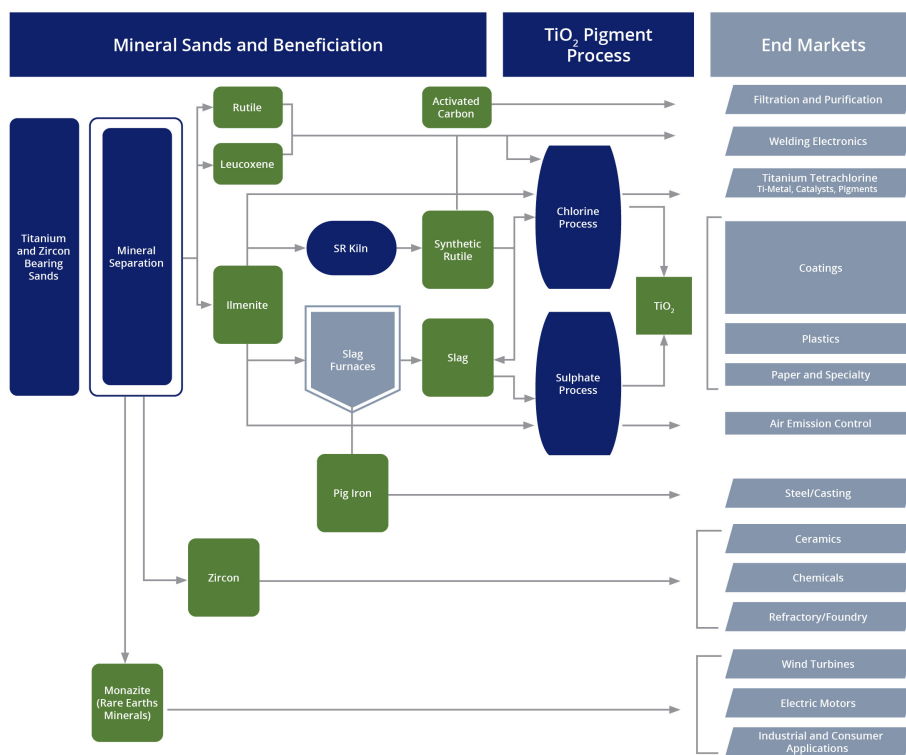 Mineral Sands and Beneficiation
TiO₂ Pigment
Process
End Markets
Rutile
Activated
Carbon
Filtration and Purification
Welding Electronics
Leucoxene
Titanium Tetrachlorine
Ti-Metal, Catalysts, Pigments
Titanium
and Zircon
Bearing
Sands
Mineral
Separation
SR Kiln
Synthetic
Rutile
Chlorine
Process
Coatings
Ilmenite
TiO₂
Slag
Furnaces
Slag
Sulphate
Process
Plastics
Paper and Specialty
Air Emission Control
Pig Iron
Steel/Casting
Zircon
Ceramics
Chemicals
Refractory/Foundry
Monazite
(Rare Earths
Minerals)
Wind Turbines
Electric Motors
Industrial and Consumer
Applications